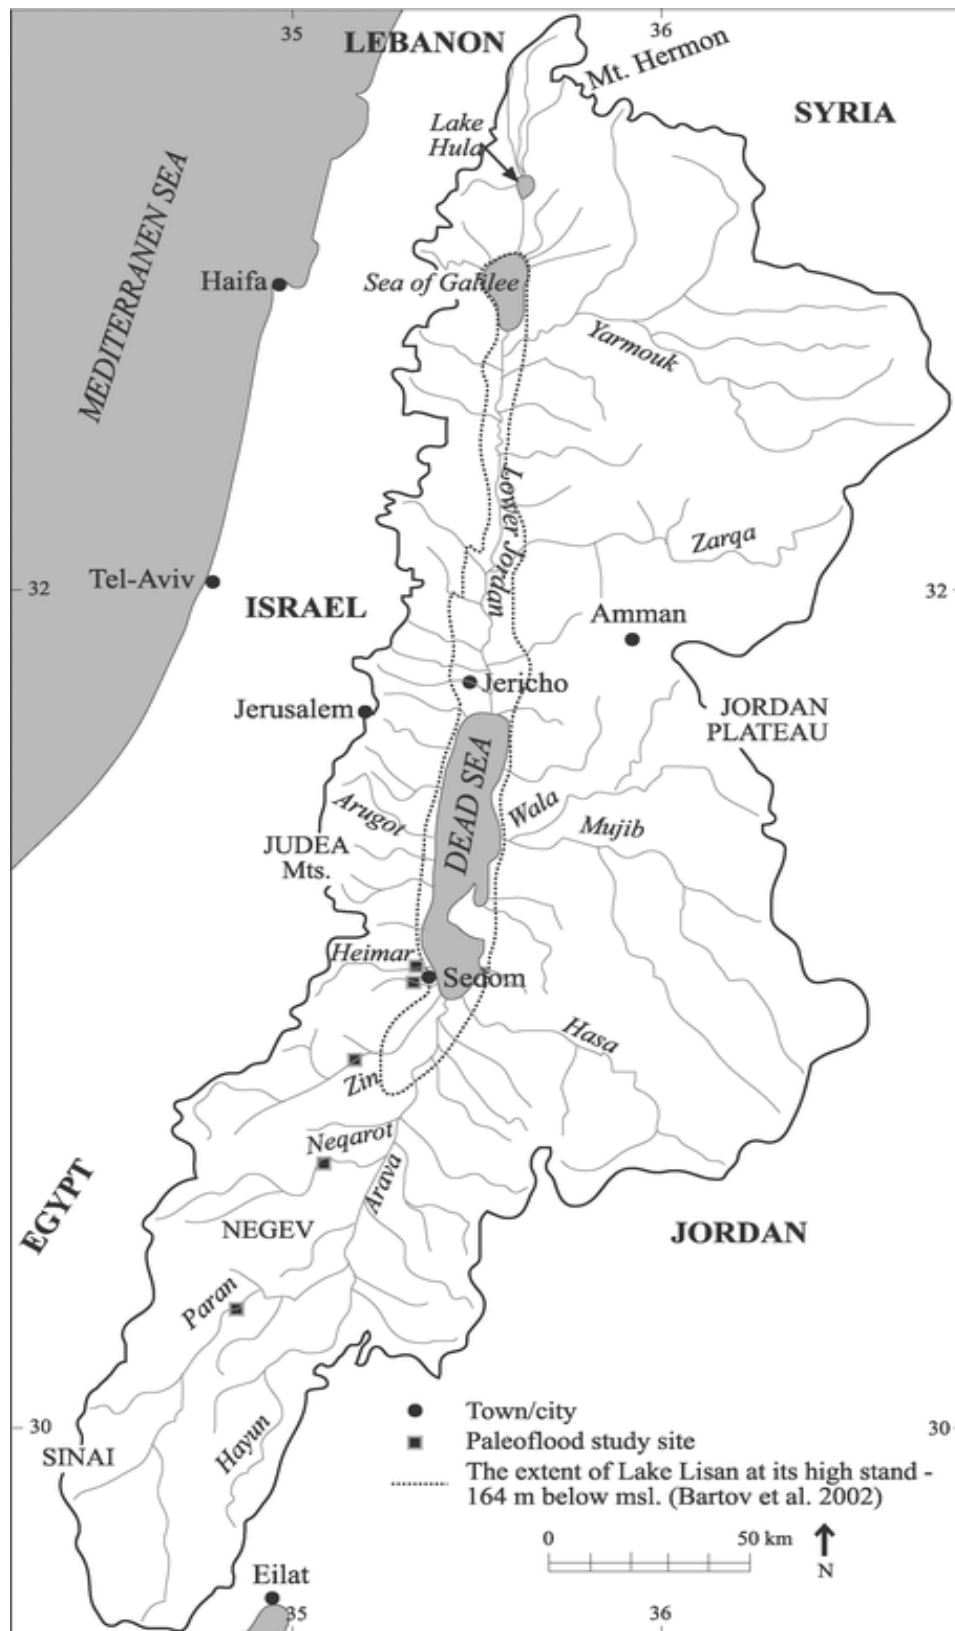 35
36
LEBANON
Mt. Hermon
SYRIA
Lake
Hula
MEDITERRANEN SEA
Haifa
Sea of Galilee
Yarmouk
Lower Jordan
Zarqa
Tel-Aviv
32
32
ISRAEL
Amman
Jericho
Jerusalem
JORDAN
PLATEAU
DEAD SEA
Arugot
Wala
Mujib
JUDEA
Mts.
Heimar
Sedom
Hasa
Zin
Neqarot
Arava
EGYPT
NEGEV
JORDAN
Paran
Town/city
30
30
Paleoflood study site
Hayun
SINAI
The extent of Lake Lisan at its high stand -
164 m below msl. (Bartov et al. 2002)
0
50 km
N
Eilat
35
36